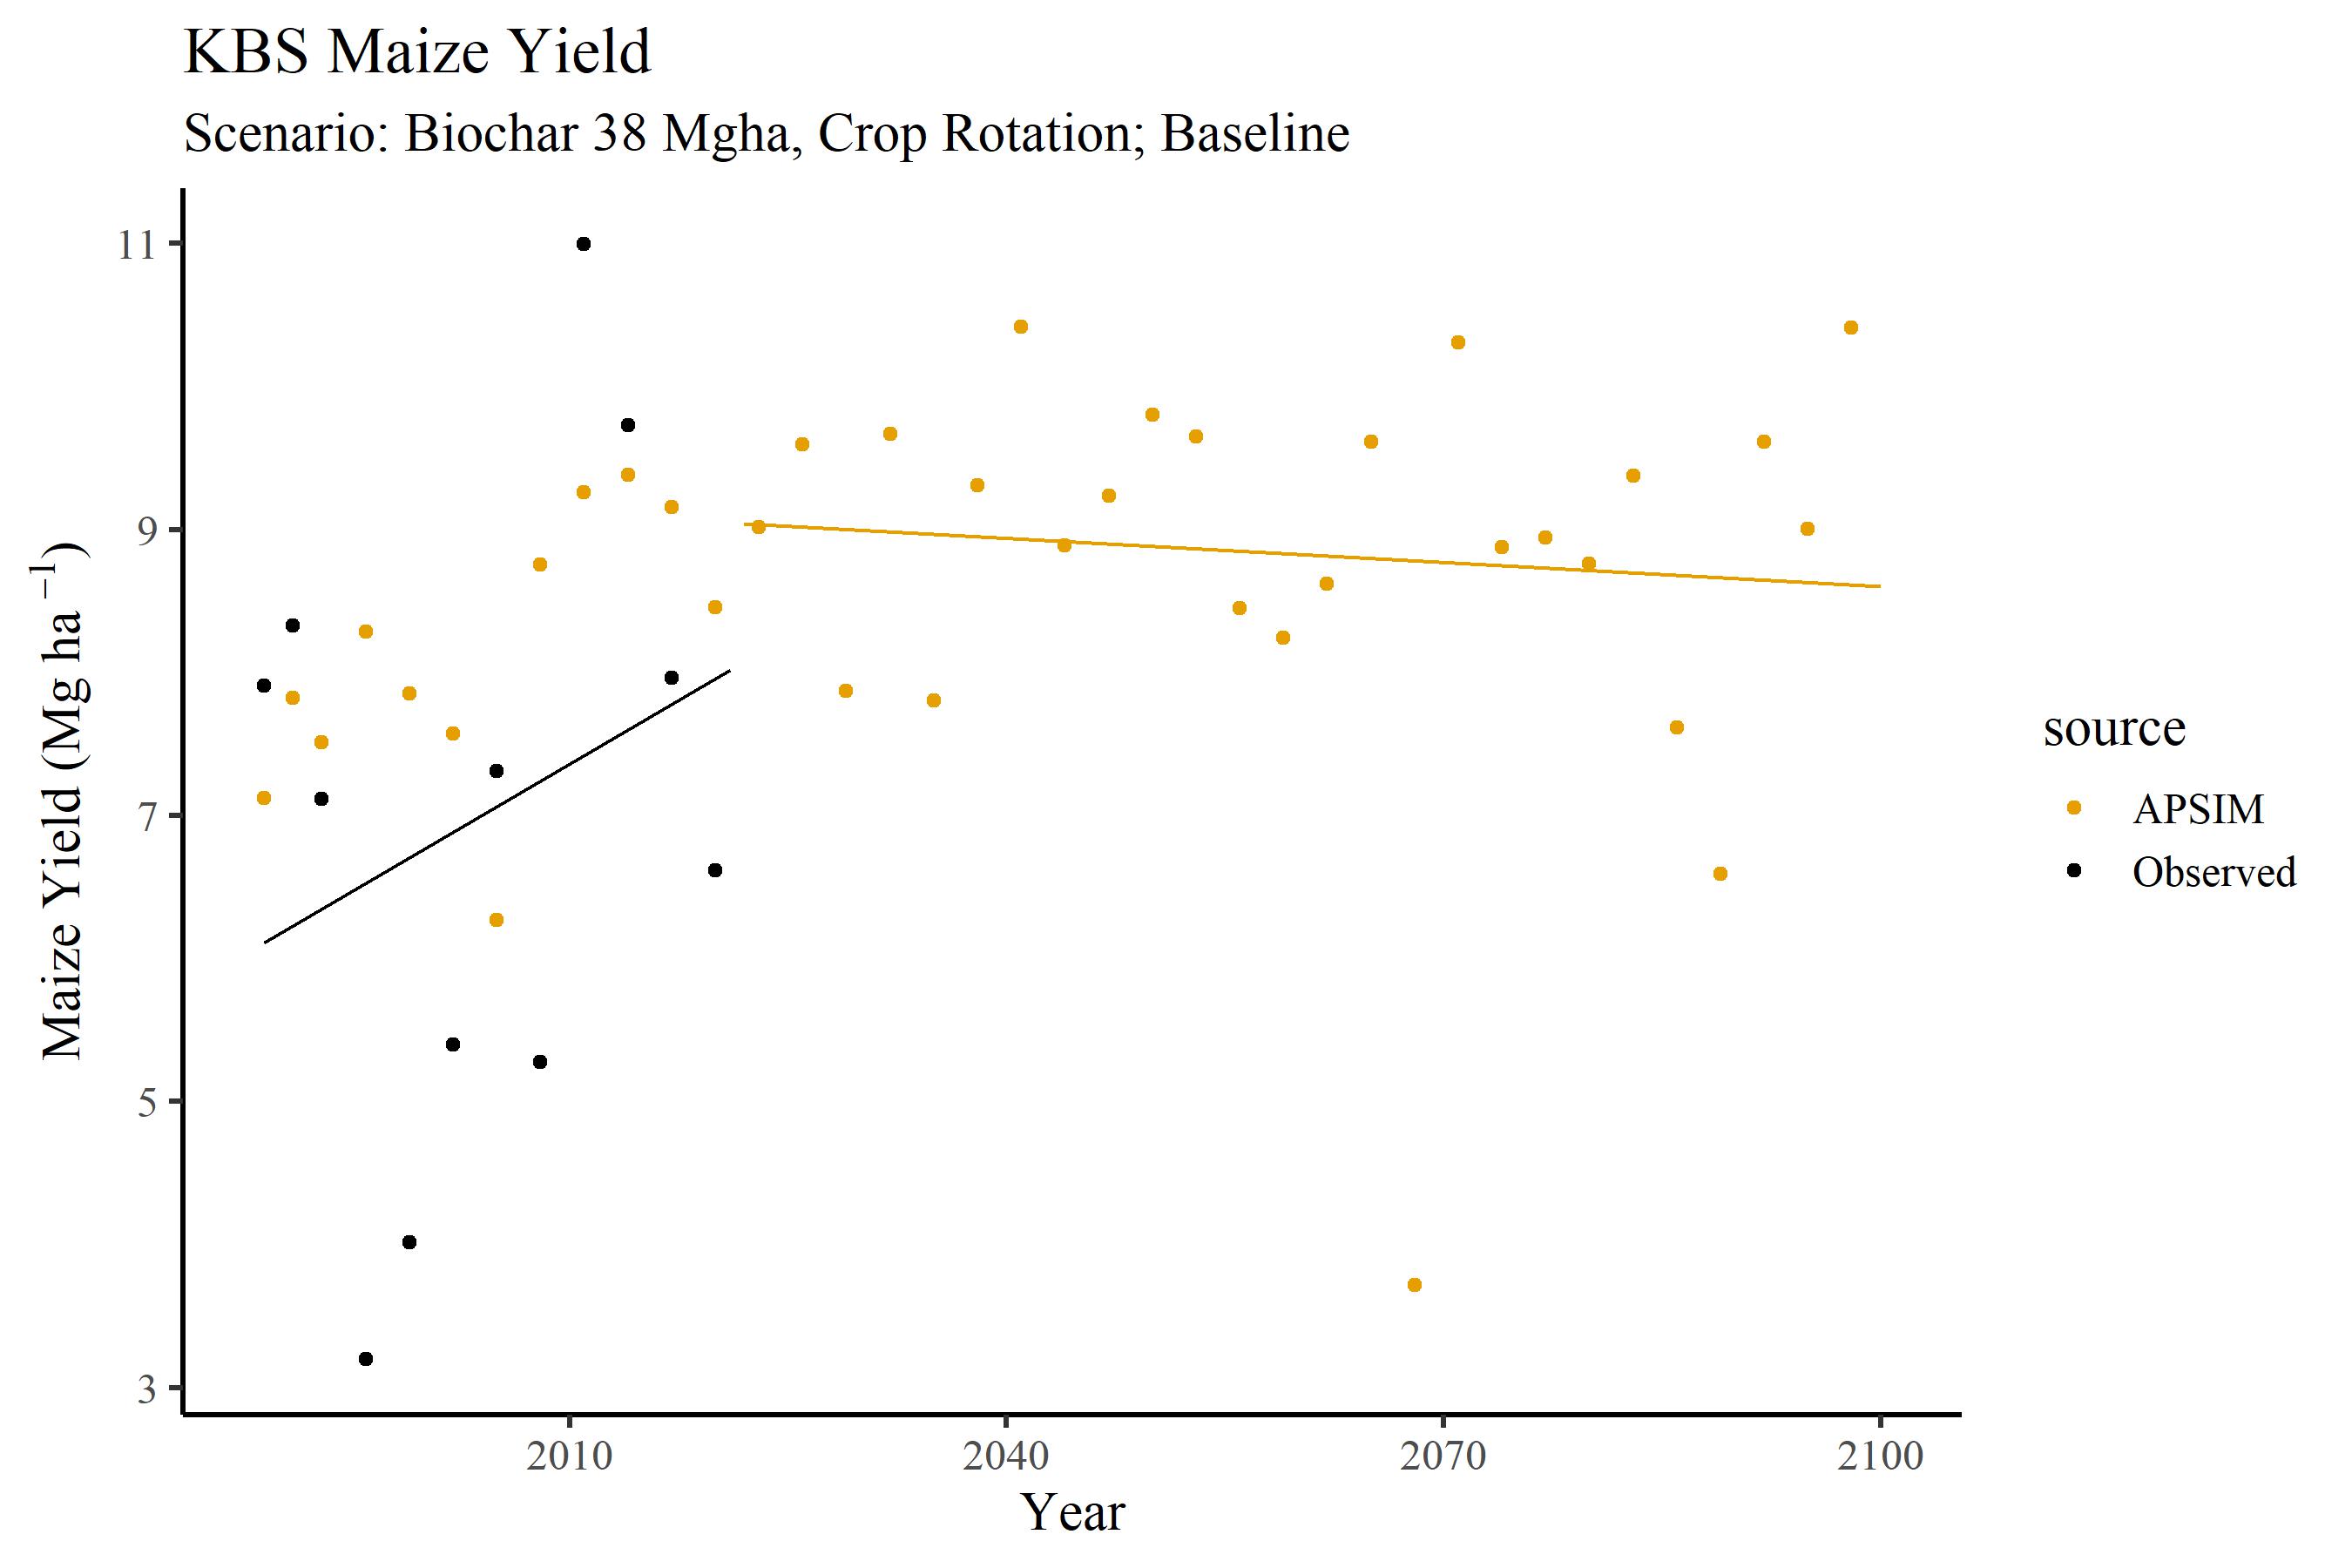 KBS Maize Yield
Scenario: Biochar 38 Mgha, Crop Rotation; Baseline
Maize Yield (Mg ha⁻¹)
11
9
7
5
3
2010
2040
2070
2100
Year
source
APSIM
Observed